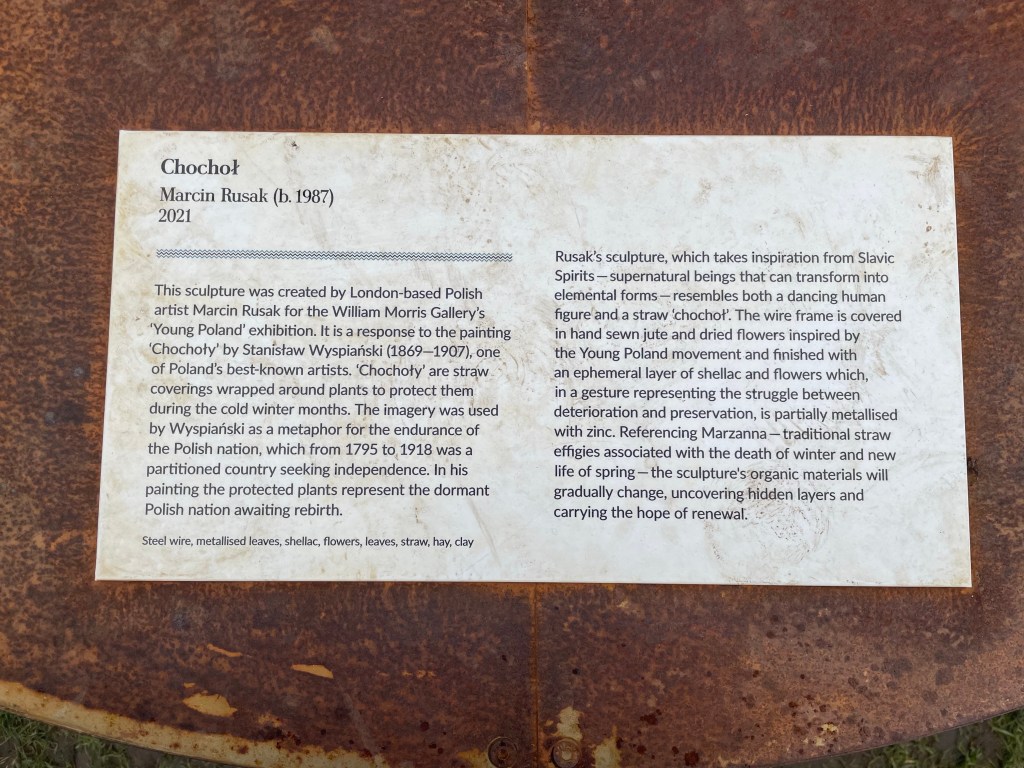 Chochoł
Marcin Rusak (b. 1987)
2021
This sculpture was created by London-based Polish
artist Marcin Rusak for the William Morris Gallery's
'Young Poland' exhibition. It is a response to the painting
'Chochoły' by Stanisław Wyspiański (1869—1907), one
of Poland's best-known artists. 'Chochoły' are straw
coverings wrapped around plants to protect them
during the cold winter months. The imagery was used
by Wyspiański as a metaphor for the endurance of
the Polish nation, which from 1795 to 1918 was a
partitioned country seeking independence. In his
painting the protected plants represent the dormant
Polish nation awaiting rebirth.
Steel wire, metallised leaves, shellac, flowers, leaves, straw, hay, clay
Rusak's sculpture, which takes inspiration from Slavic
Spirits — supernatural beings that can transform into
elemental forms — resembles both a dancing human
figure and a straw 'chochoł'. The wire frame is covered
in hand sewn jute and dried flowers inspired by
the Young Poland movement and finished with
an ephemeral layer of shellac and flowers which,
in a gesture representing the struggle between
deterioration and preservation, is partially metallised
with zinc. Referencing Marzanna — traditional straw
effigies associated with the death of winter and new
life of spring — the sculpture's organic materials will
gradually change, uncovering hidden layers and
carrying the hope of renewal.